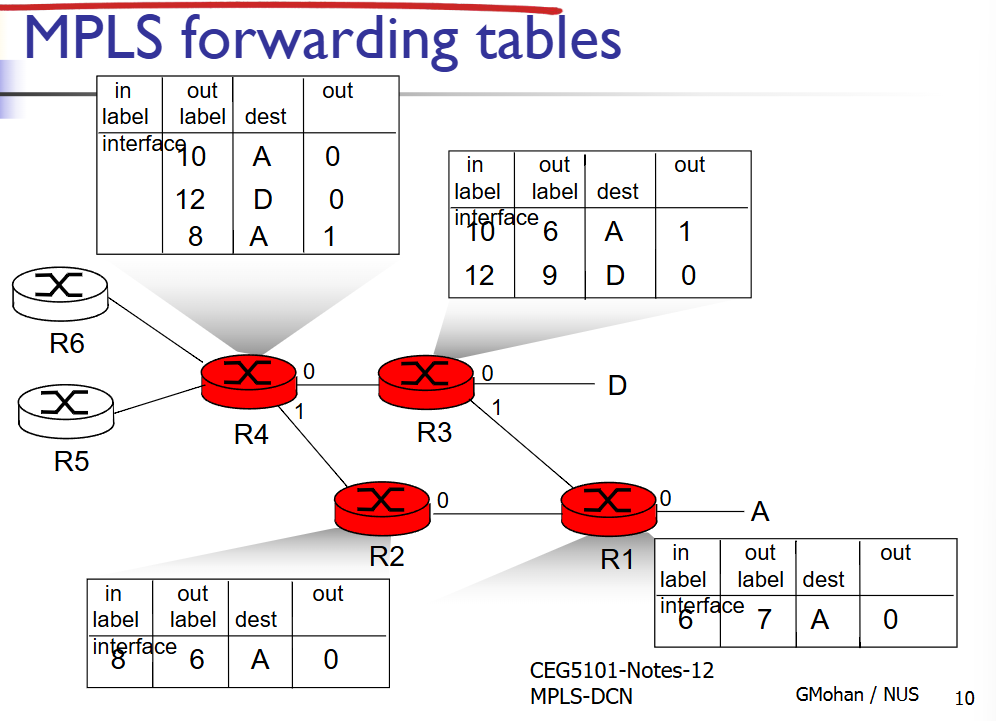 MPLS forwarding tables
in out out
label label dest
interface
10 A 0
12 D 0
8 A 1
in out out
label label dest
interface
10 6 A 1
12 9 D 0
R6
R5
R4
0
1
R3
0
1
D
R2
0
R1
0
A
in out out
label label dest
interface
8 6 A 0
in out out
label label dest
interface
6 7 A 0
CEG5101-Notes-12
MPLS-DCN
GMohan / NUS
10